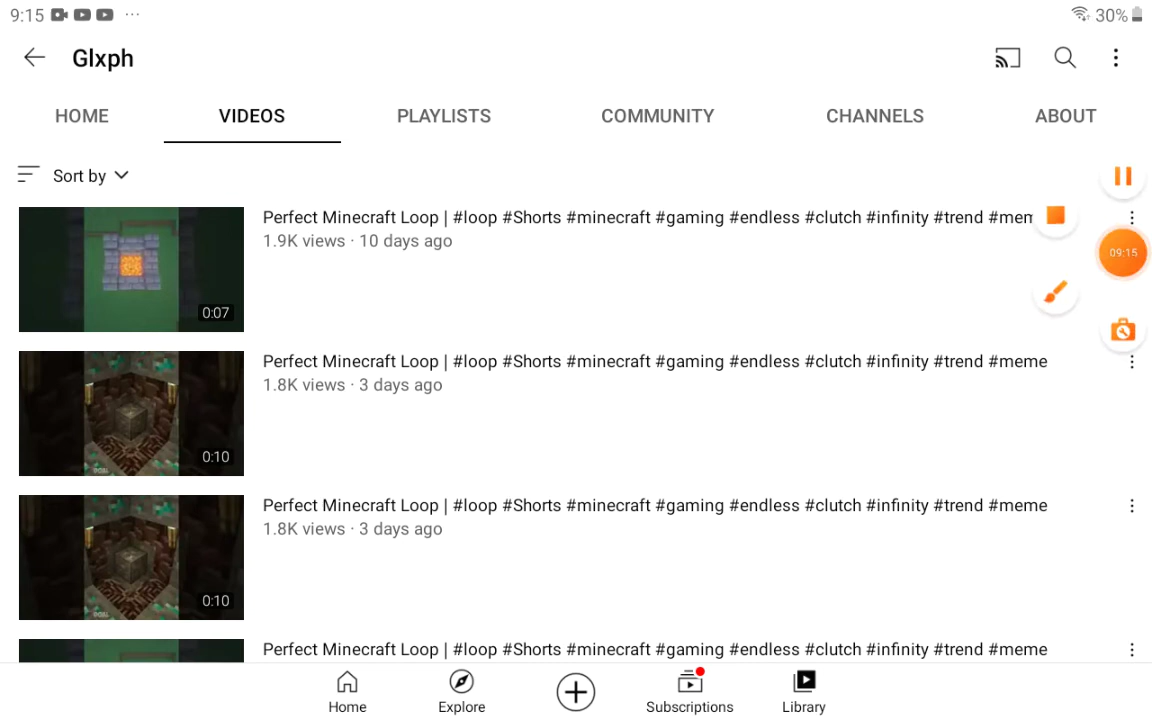 9:15
30%
Glxph
HOME VIDEOS PLAYLISTS COMMUNITY CHANNELS ABOUT
Sort by
Perfect Minecraft Loop | #loop #Shorts #minecraft #gaming #endless #clutch #infinity #trend #mem
1.9K views · 10 days ago
0:07
09:15
Perfect Minecraft Loop | #loop #Shorts #minecraft #gaming #endless #clutch #infinity #trend #meme
1.8K views · 3 days ago
0:10
Perfect Minecraft Loop | #loop #Shorts #minecraft #gaming #endless #clutch #infinity #trend #meme
1.8K views · 3 days ago
0:10
Perfect Minecraft Loop | #loop #Shorts #minecraft #gaming #endless #clutch #infinity #trend #meme
Home Explore Subscriptions Library